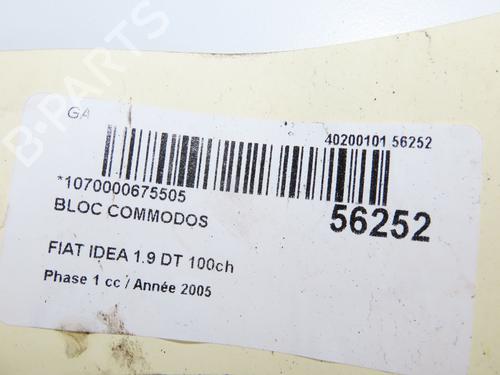 GA
40200101 56252
*1070000675505
BLOC COMMODOS
56252
FIAT IDEA 1.9 DT 100ch
Phase 1 cc / Année 2005
B-PARTS